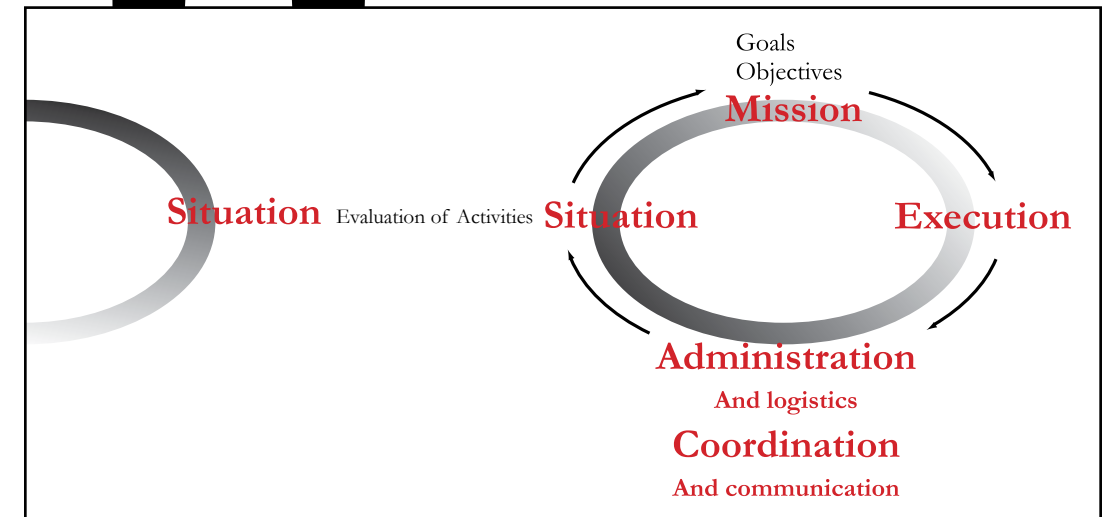 Goals
Objectives
Mission
Situation Evaluation of Activities Situation Execution
Administration
And logistics
Coordination
And communication